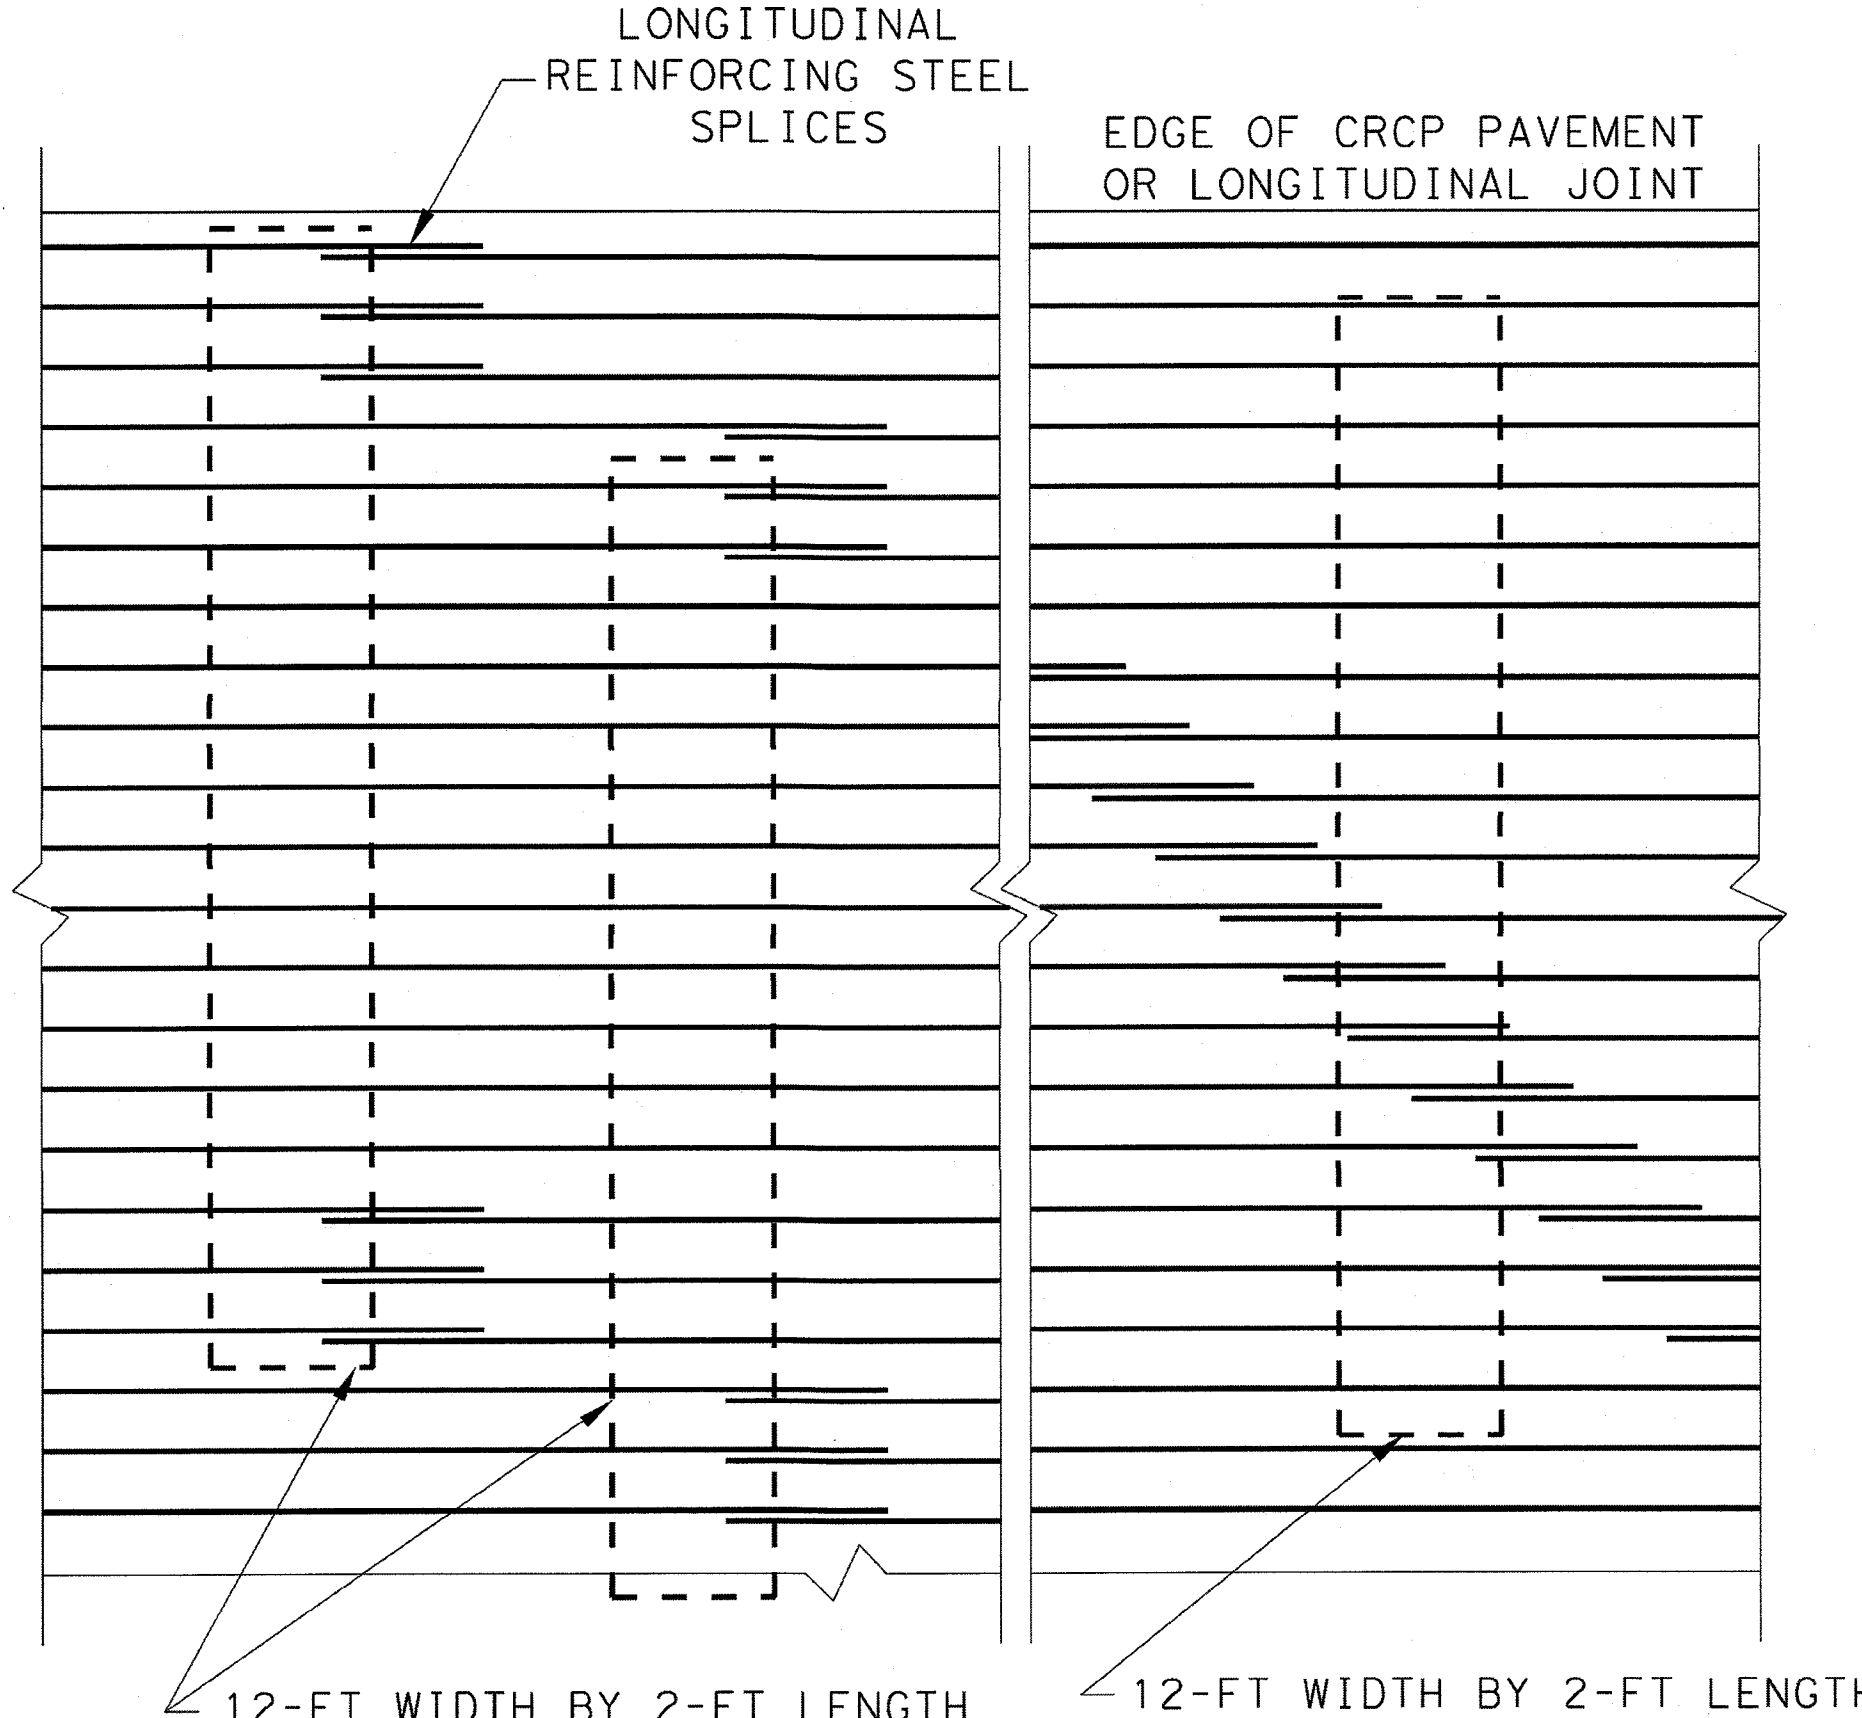 LONGITUDINAL
REINFORCING STEEL
SPLICES
EDGE OF CRCP PAVEMENT
OR LONGITUDINAL JOINT
12-FT WIDTH BY 2-FT LENGTH
12-FT WIDTH BY 2-FT LENGTH